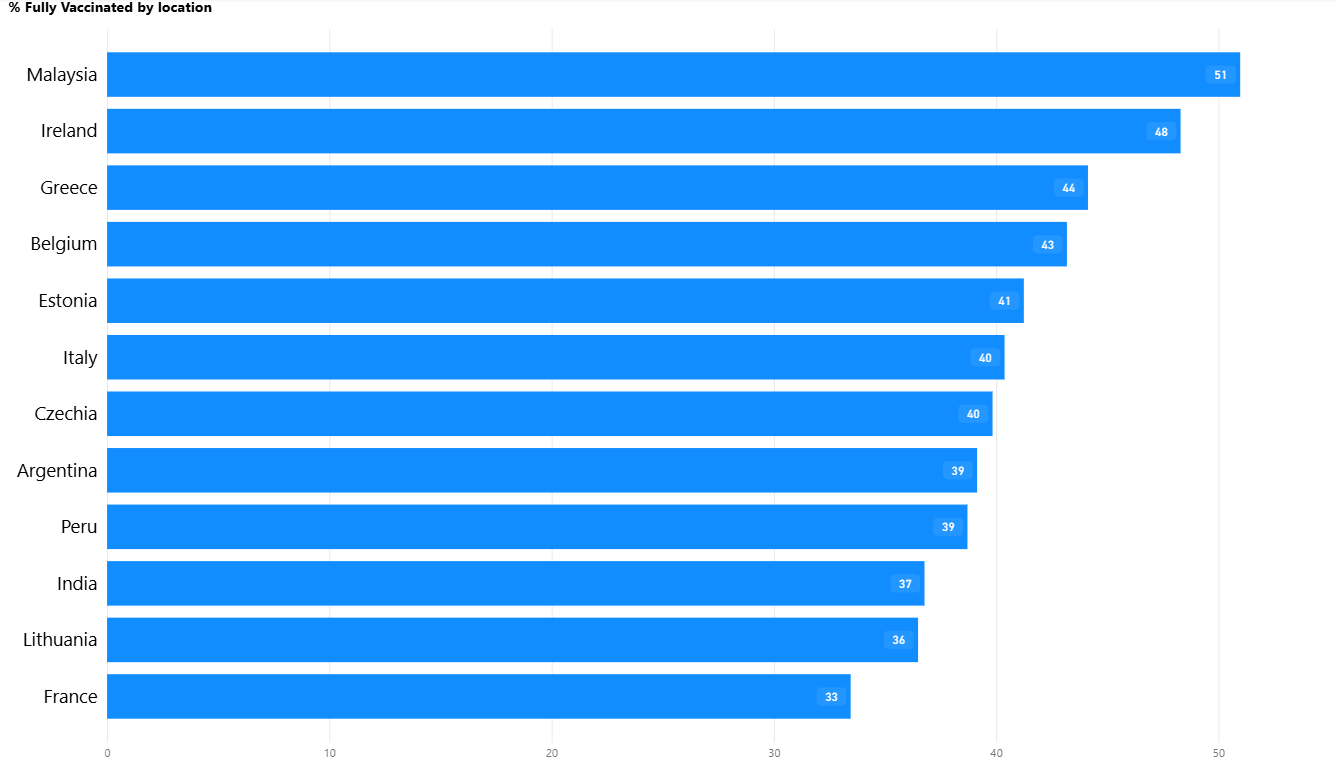 % Fully Vaccinated by location
Malaysia 51
Ireland 48
Greece 44
Belgium 43
Estonia 41
Italy 40
Czechia 40
Argentina 39
Peru 39
India 37
Lithuania 36
France 33
0 10 20 30 40 50